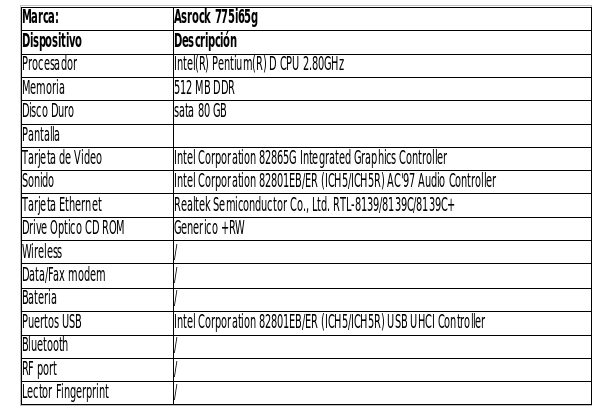 Marca: Asrock 775i65g
Dispositivo Descripción
Procesador Intel(R) Pentium(R) D CPU 2.80GHz
Memoria 512 MB DDR
Disco Duro sata 80 GB
Pantalla
Tarjeta de Video Intel Corporation 82865G Integrated Graphics Controller
Sonido Intel Corporation 82801EB/ER (ICH5/ICH5R) AC'97 Audio Controller
Tarjeta Ethernet Realtek Semiconductor Co., Ltd. RTL-8139/8139C/8139C+
Drive Optico CD ROM Generico +RW
Wireless /
Data/Fax modem /
Bateria /
Puertos USB Intel Corporation 82801EB/ER (ICH5/ICH5R) USB UHCI Controller
Bluetooth /
RF port /
Lector Fingerprint /